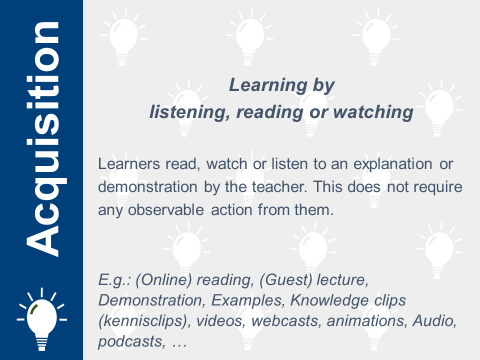 Acquisition
Learning by
listening, reading or watching
Learners read, watch or listen to an explanation or
demonstration by the teacher. This does not require
any observable action from them.
E.g.: (Online) reading, (Guest) lecture,
Demonstration, Examples, Knowledge clips
(kennisclips), videos, webcasts, animations, Audio,
podcasts, …